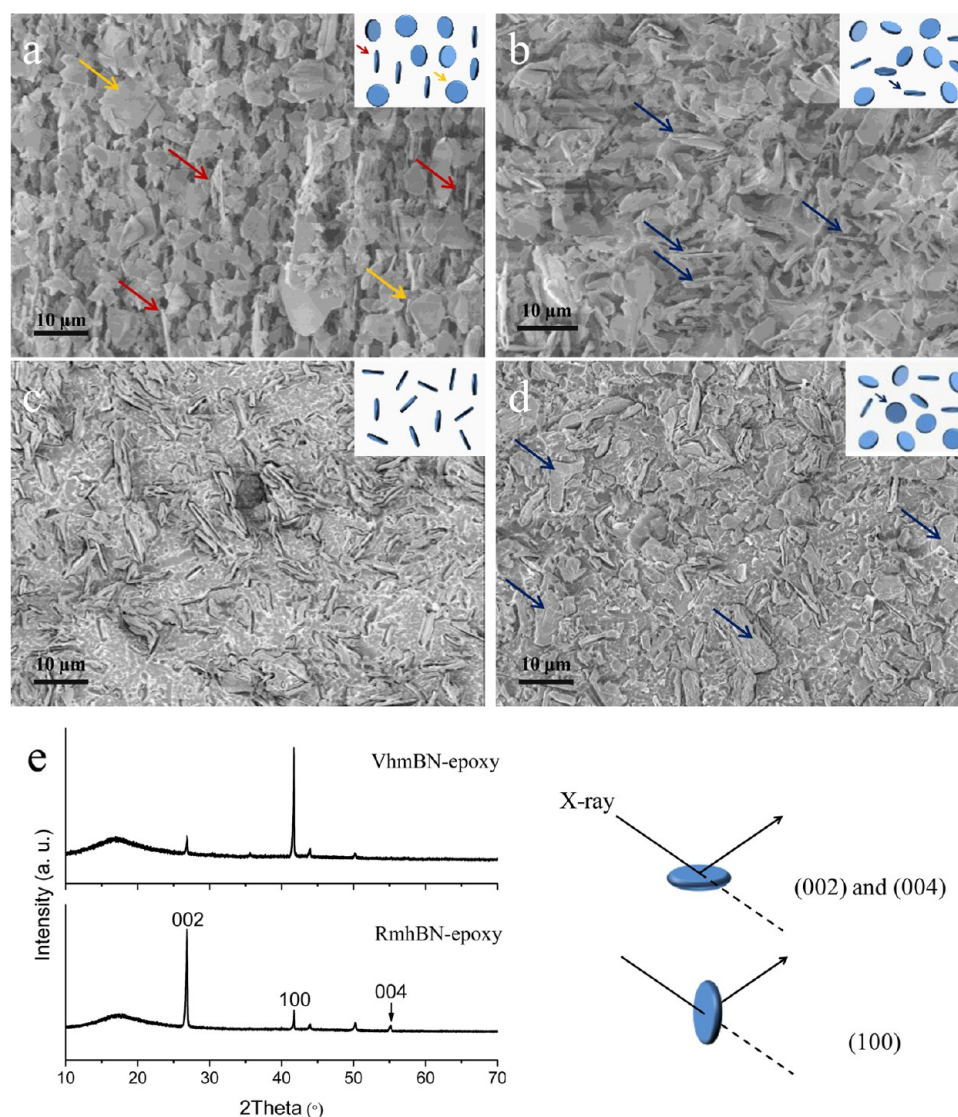 a
b
10 µm
10 µm
c
d
10 µm
10 µm
e
VhmBN-epoxy
X-ray
(002) and (004)
Intensity (a. u.)
002
RmhBN-epoxy
100
004
(100)
10 20 30 40 50 60 70
2Theta (°)